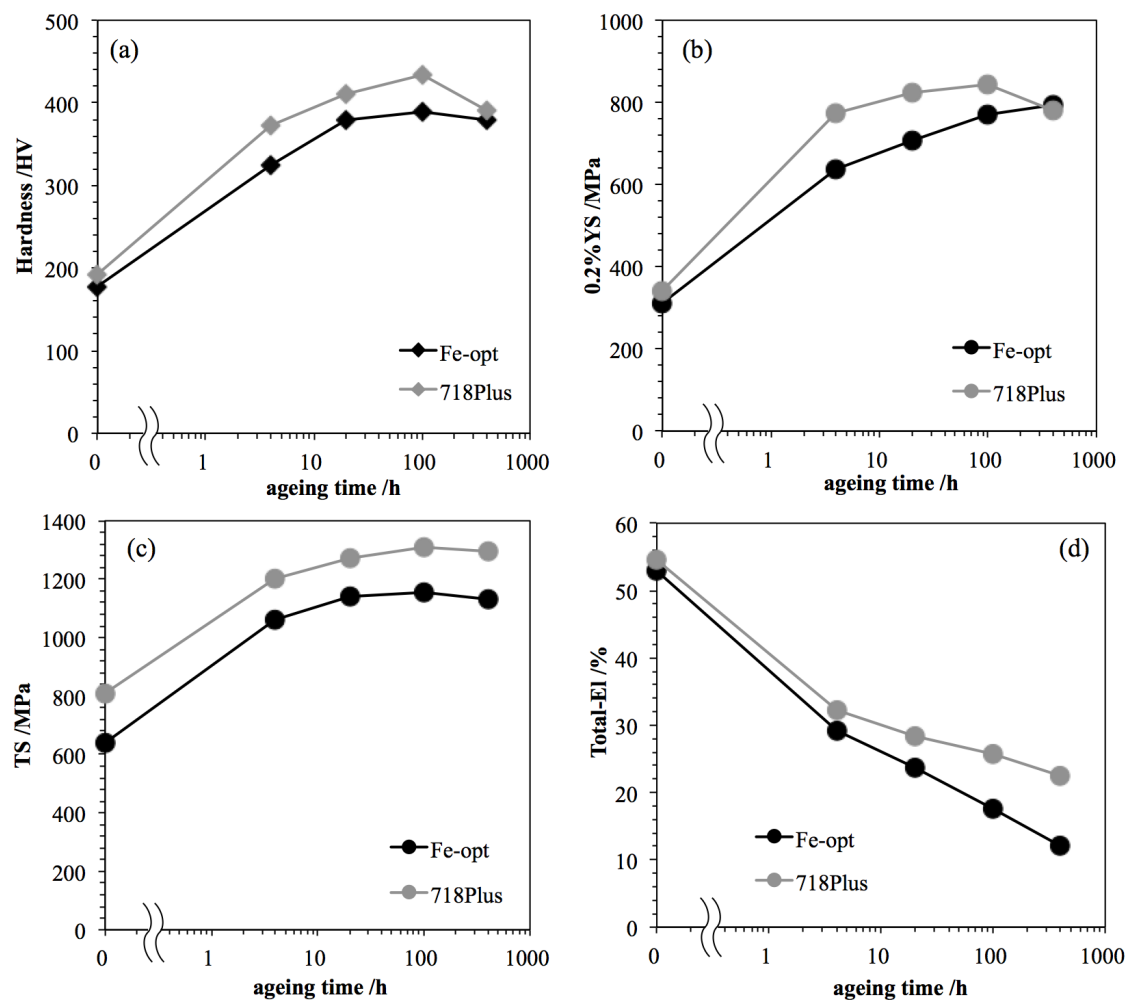 (a)
Hardness /HV
500
400
300
200
100
0
0 1 10 100 1000
ageing time /h
Fe-opt
718Plus
(b)
0.2%YS /MPa
1000
800
600
400
200
0
0 1 10 100 1000
ageing time /h
Fe-opt
718Plus
(c)
TS /MPa
1400
1200
1000
800
600
400
200
0
0 1 10 100 1000
ageing time /h
Fe-opt
718Plus
(d)
Total-El /%
60
50
40
30
20
10
0
0 1 10 100 1000
ageing time /h
Fe-opt
718Plus